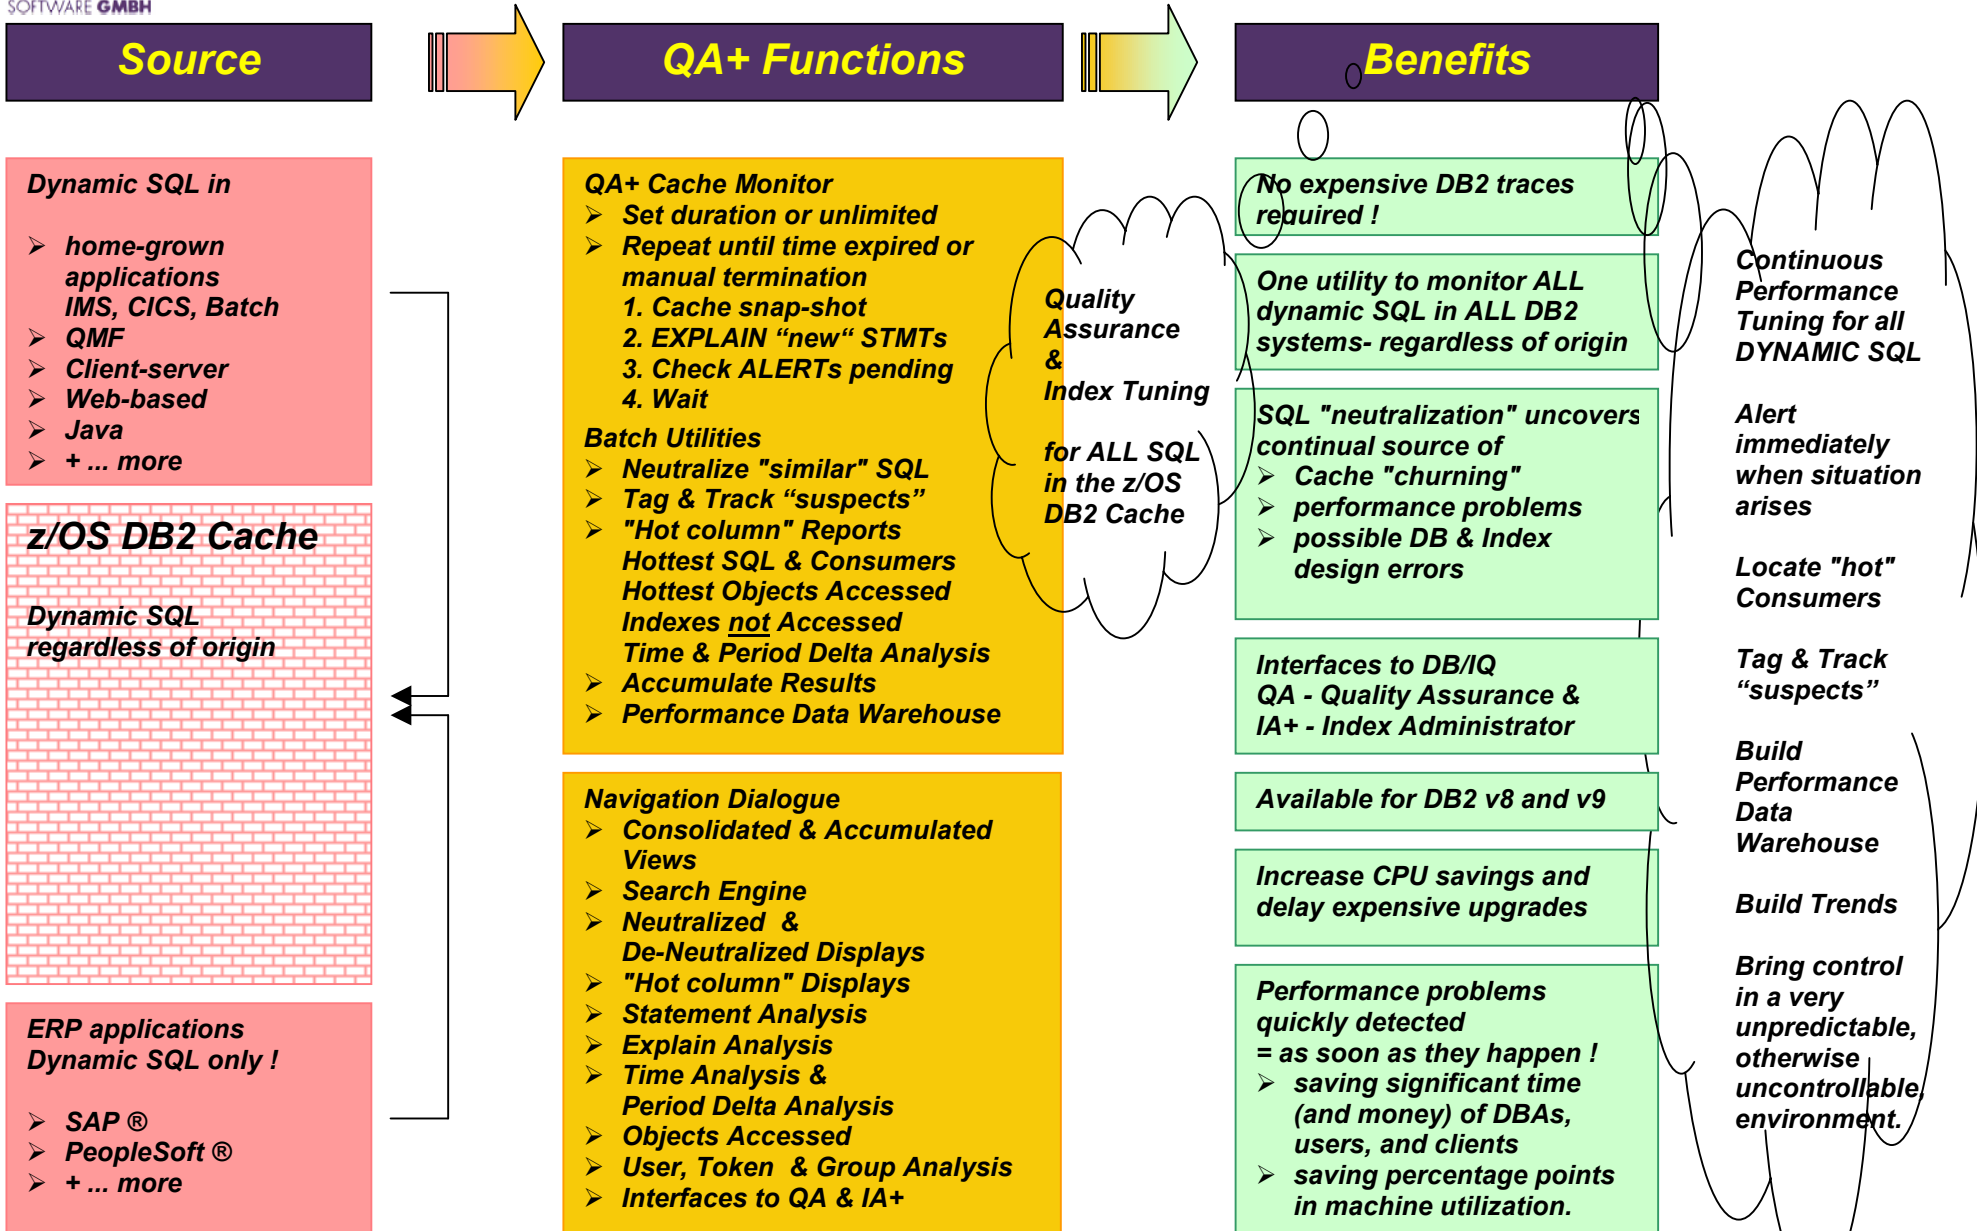 SOFTWARE GMBH
Source
QA+ Functions
Benefits
Dynamic SQL in
➢ home-grown
applications
IMS, CICS, Batch
➢ QMF
➢ Client-server
➢ Web-based
➢ Java
➢ + ... more
z/OS DB2 Cache
Dynamic SQL
regardless of origin
ERP applications
Dynamic SQL only !
➢ SAP ®
➢ PeopleSoft ®
➢ + ... more
QA+ Cache Monitor
➢ Set duration or unlimited
➢ Repeat until time expired or
manual termination
1. Cache snap-shot
2. EXPLAIN “new“ STMTs
3. Check ALERTs pending
4. Wait
Batch Utilities
➢ Neutralize "similar" SQL
➢ Tag & Track “suspects”
➢ "Hot column" Reports
Hottest SQL & Consumers
Hottest Objects Accessed
Indexes not Accessed
Time & Period Delta Analysis
➢ Accumulate Results
➢ Performance Data Warehouse
Navigation Dialogue
➢ Consolidated & Accumulated
Views
➢ Search Engine
➢ Neutralized &
De-Neutralized Displays
➢ "Hot column" Displays
➢ Statement Analysis
➢ Explain Analysis
➢ Time Analysis &
Period Delta Analysis
➢ Objects Accessed
➢ User, Token & Group Analysis
➢ Interfaces to QA & IA+
Quality
Assurance
&
Index Tuning
for ALL SQL
in the z/OS
DB2 Cache
No expensive DB2 traces
required !
One utility to monitor ALL
dynamic SQL in ALL DB2
systems- regardless of origin
SQL "neutralization" uncovers
continual source of
➢ Cache "churning"
➢ performance problems
➢ possible DB & Index
design errors
Interfaces to DB/IQ
QA - Quality Assurance &
IA+ - Index Administrator
Available for DB2 v8 and v9
Increase CPU savings and
delay expensive upgrades
Performance problems
quickly detected
= as soon as they happen !
➢ saving significant time
(and money) of DBAs,
users, and clients
➢ saving percentage points
in machine utilization.
Continuous
Performance
Tuning for all
DYNAMIC SQL
Alert
immediately
when situation
arises
Locate "hot"
Consumers
Tag & Track
“suspects”
Build
Performance
Data
Warehouse
Build Trends
Bring control
in a very
unpredictable,
otherwise
uncontrollable,
environment.